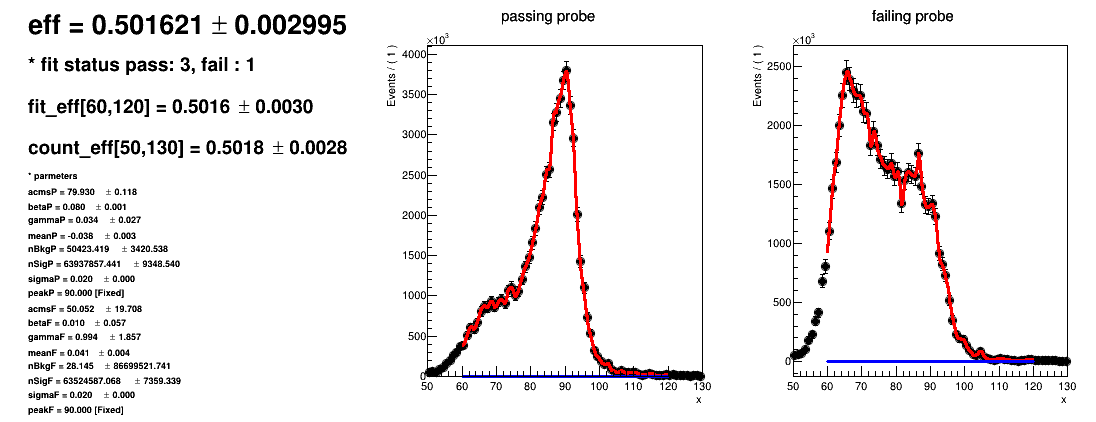 eff = 0.501621 ± 0.002995
* fit status pass: 3, fail : 1
fit_eff[60,120] = 0.5016 ± 0.0030
count_eff[50,130] = 0.5018 ± 0.0028
* parmeters
acmsP = 79.930 ± 0.118
betaP = 0.080 ± 0.001
gammaP = 0.034 ± 0.027
meanP = -0.038 ± 0.003
nBkgP = 50423.419 ± 3420.538
nSigP = 63937857.441 ± 9348.540
sigmaP = 0.020 ± 0.000
peakP = 90.000 [Fixed]
acmsF = 50.052 ± 19.708
betaF = 0.010 ± 0.057
gammaF = 0.994 ± 1.857
meanF = 0.041 ± 0.004
nBkgF = 28.145 ± 86699521.741
nSigF = 63524587.068 ± 7359.339
sigmaF = 0.020 ± 0.000
peakF = 90.000 [Fixed]
passing probe
×10³
Events / ( 1 )
4000
3500
3000
2500
2000
1500
1000
500
0
50 60 70 80 90 100 110 120 130
x
failing probe
×10³
Events / ( 1 )
2500
2000
1500
1000
500
0
50 60 70 80 90 100 110 120 130
x